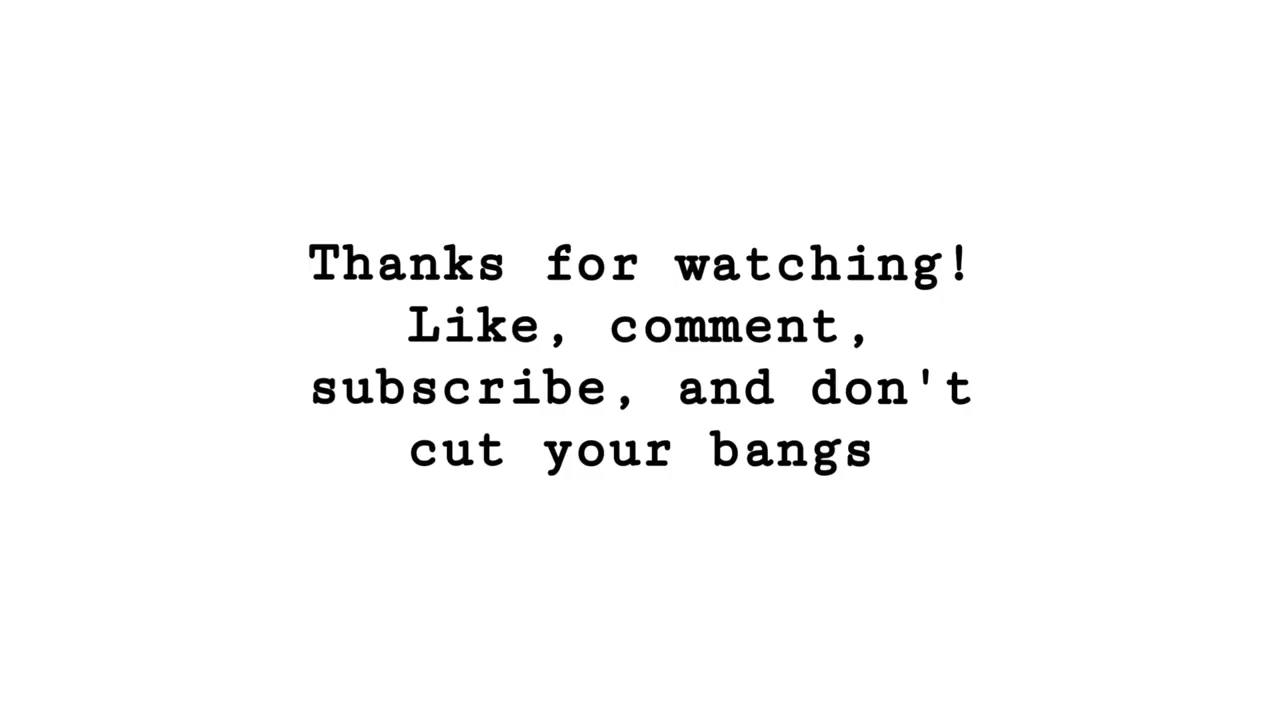 Thanks for watching!
Like, comment,
subscribe, and don't
cut your bangs